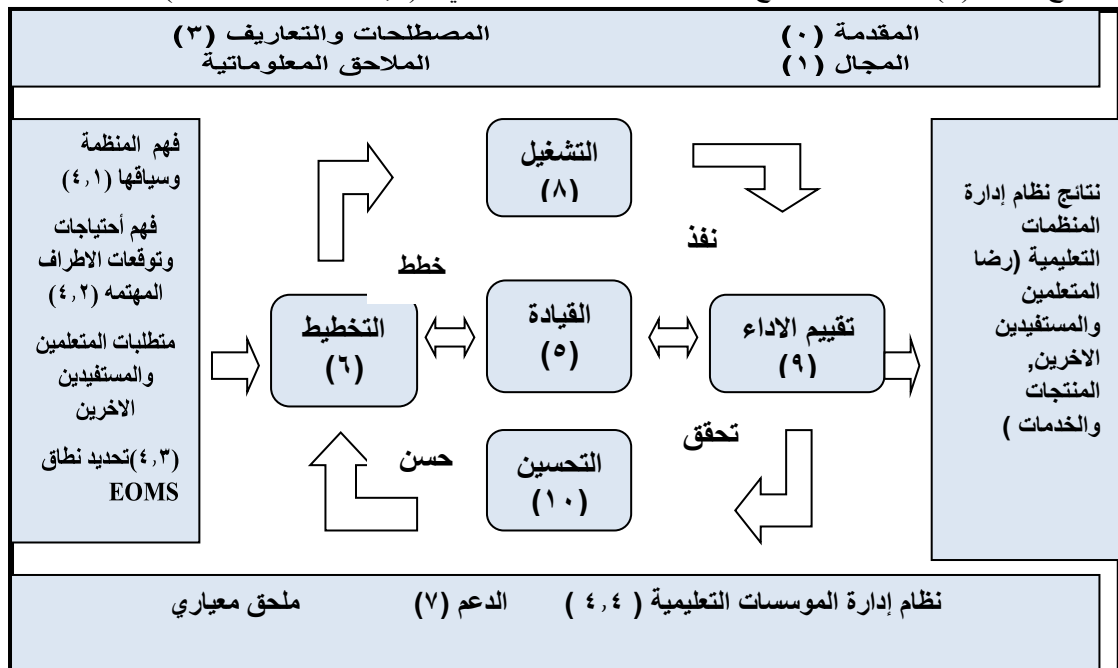 المقدمة (٠)
المصطلحات والتعاريف (٣)
المجال (١)
الملاحق المعلوماتية
فهم المنظمة
وسياقها (٤,١)
فهم أحتياجات
وتوقعات الاطراف
المهتمه (٤,٢)
متطلبات المتعلمين
والمستفيدين
الاخرين
(٤,٣)تحديد نطاق
EOMS
التشغيل
(٨)
نفذ
خطط
التخطيط
(٦)
القيادة
(٥)
تقييم الاداء
(٩)
تحقق
حسن
التحسين
(١٠)
نتائج نظام إدارة
المنظمات
التعليمية (رضا
المتعلمين
والمستفيدين
الاخرين,
المنتجات
والخدمات )
نظام إدارة الموسسات التعليمية ( ٤,٤ )
الدعم (٧)
ملحق معياري